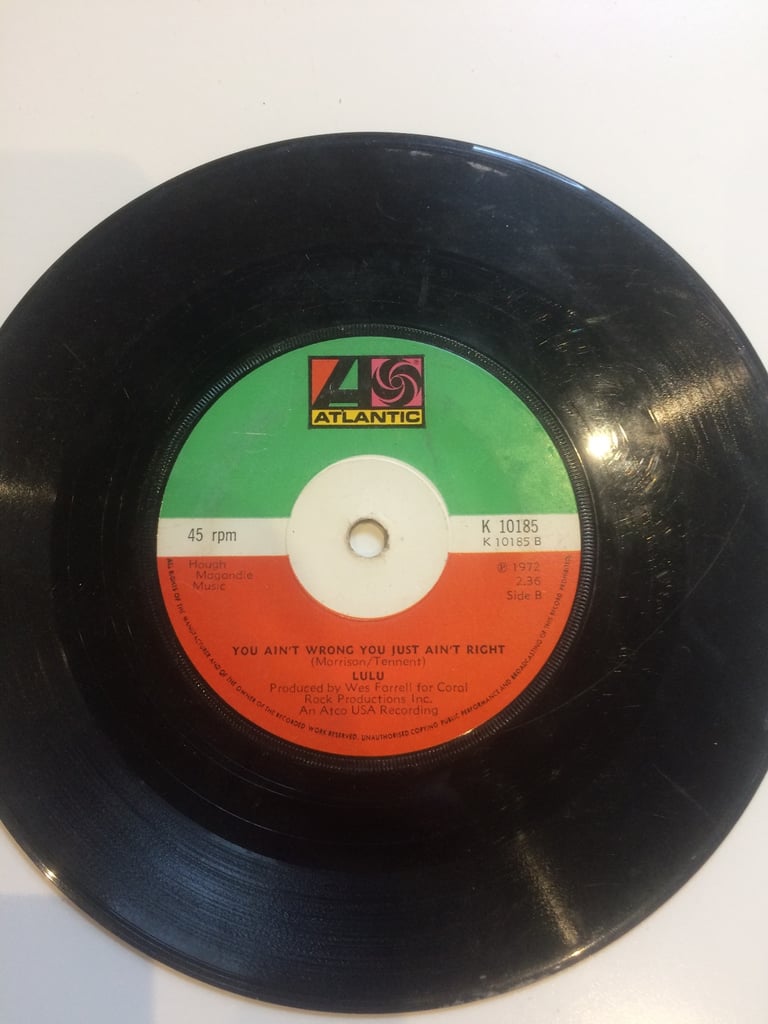 ATLANTIC
45 rpm
K 10185
K 10185 B
Hough
Magandie
Music
℗ 1972
2.36
Side B
YOU AIN'T WRONG YOU JUST AIN'T RIGHT
(Morrison/Tennent)
LULU
Produced by Wes Farrell for Coral
Rock Productions Inc.
An Atco USA Recording
ALL RIGHTS OF THE MANUFACTURER AND OF THE OWNER OF THE RECORDED WORK RESERVED. UNAUTHORISED COPYING PUBLIC PERFORMANCE AND BROADCASTING OF THIS RECORD PROHIBITED